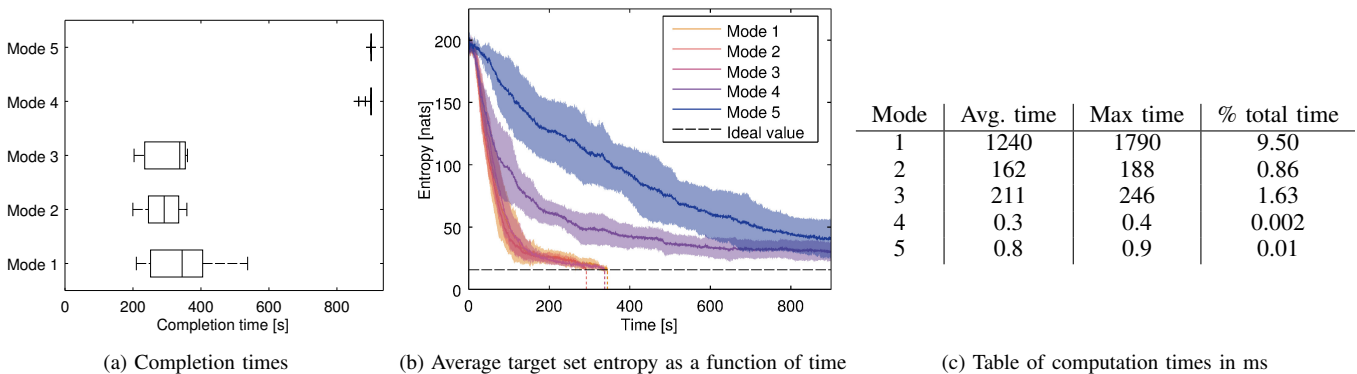 Mode 5
Mode 4
Mode 3
Mode 2
Mode 1
0 200 400 600 800
Completion time [s]
(a) Completion times
200
150
100
50
0
Entropy [nats]
Mode 1
Mode 2
Mode 3
Mode 4
Mode 5
Ideal value
0 200 400 600 800
Time [s]
(b) Average target set entropy as a function of time
Mode Avg. time Max time % total time
1 1240 1790 9.50
2 162 188 0.86
3 211 246 1.63
4 0.3 0.4 0.002
5 0.8 0.9 0.01
(c) Table of computation times in ms